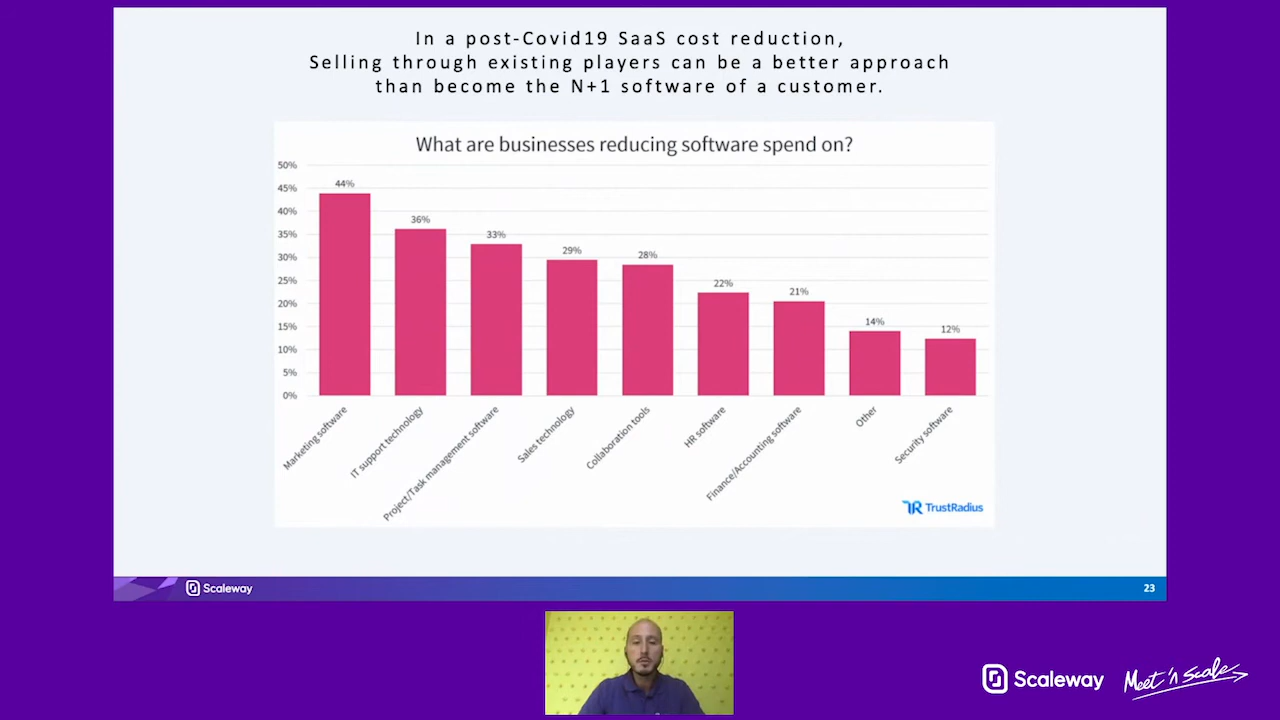 In a post-Covid19 SaaS cost reduction,
Selling through existing players can be a better approach
than become the N+1 software of a customer.
What are businesses reducing software spend on?
50%
45%
40%
35%
30%
25%
20%
15%
10%
5%
0%
44%
36%
33%
29%
28%
22%
21%
14%
12%
Marketing software
IT support technology
Project/Task management software
Sales technology
Collaboration tools
HR software
Finance/Accounting software
Other
Security software
TR TrustRadius
Scaleway
23
Scaleway
Meet 'n Scale